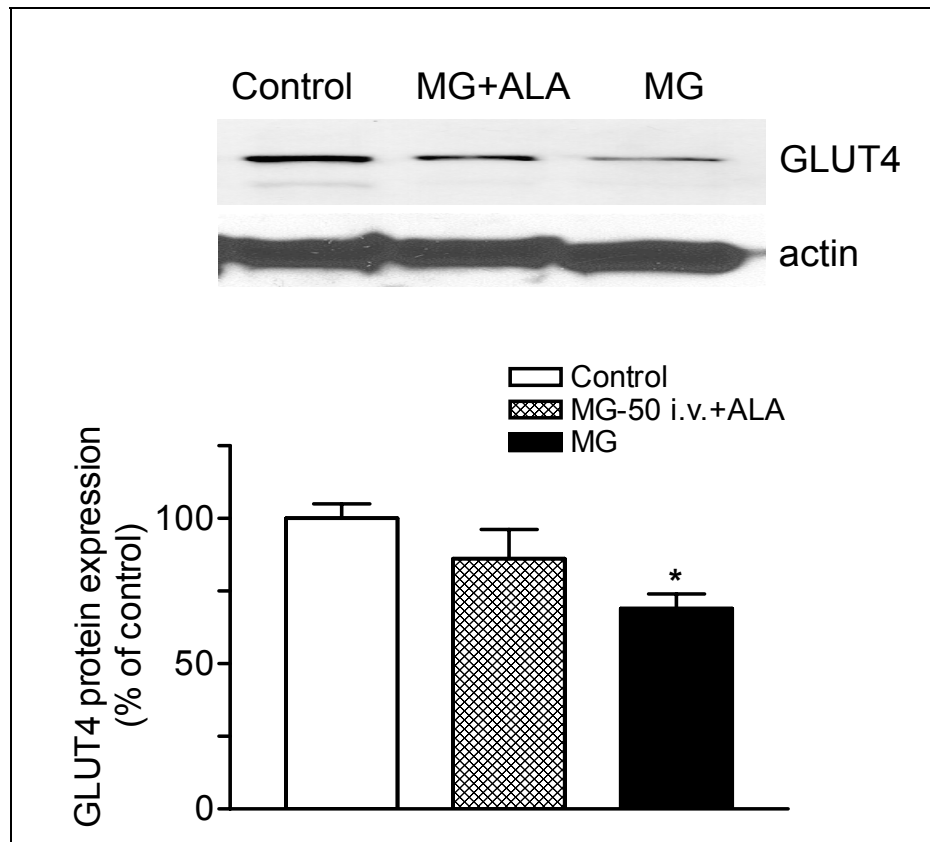 Control MG+ALA MG
GLUT4
actin
Control
MG-50 i.v.+ALA
MG
GLUT4 protein expression
(% of control)
100
50
0
*